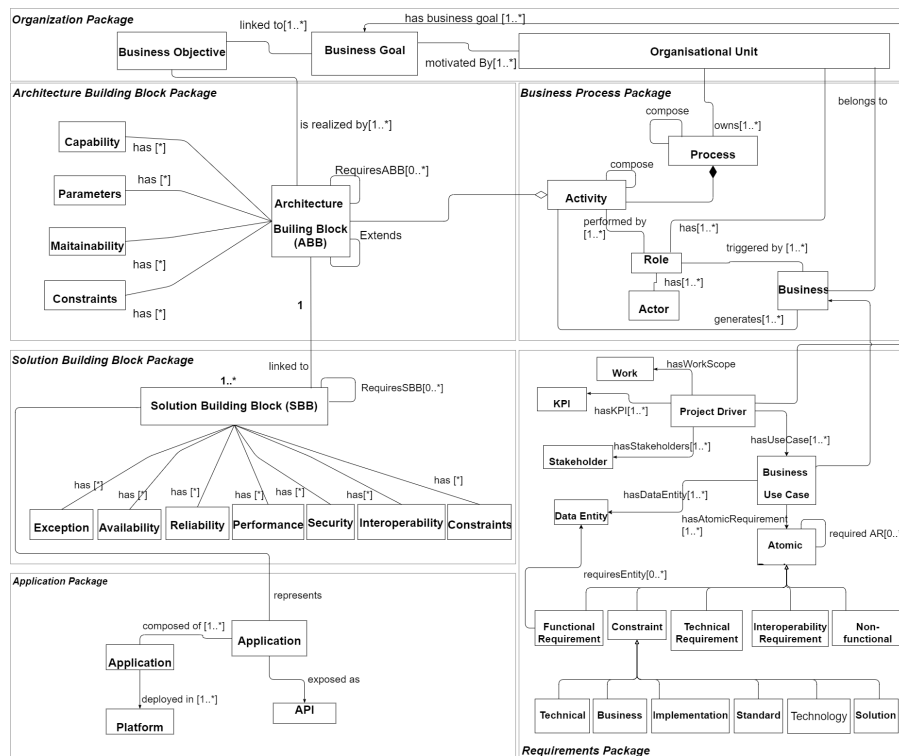 Organization Package
linked to[1..*]
has business goal [1..*]
Business Objective
Business Goal
Organisational Unit
motivated By[1..*]
Architecture Building Block Package
Business Process Package
belongs to
compose
is realized by[1..*]
owns[1..*]
Capability
has [*]
Process
RequiresABB[0..*]
compose
Parameters
has [*]
Architecture
Builing Block
(ABB)
Activity
performed by
[1..*]
has[1..*]
Extends
Maitainability
has [*]
triggered by [1..*]
Role
Constraints
has [*]
has[1..*]
Business
Actor
1
generates[1..*]
Solution Building Block Package
linked to
1..*
RequiresSBB[0..*]
Solution Building Block (SBB)
has [*]
has [*]
has [*]
has [*]
has [*]
has[*]
has [*]
Exception
Availability
Reliability
Performance
Security
Interoperability
Constraints
hasWorkScope
Work
KPI
hasKPI[1..*]
Project Driver
hasStakeholders[1..*]
hasUseCase[1..*]
Stakeholder
Business
Use Case
hasDataEntity[1..*]
Data Entity
hasAtomicRequirement
[1..*]
required AR[0..
Atomic
requiresEntity[0..*]
Functional
Requirement
Constraint
Technical
Requirement
Interoperability
Requirement
Non-
functional
Technical
Business
Implementation
Standard
Technology
Solution
Requirements Package
Application Package
represents
composed of [1..*]
Application
Application
exposed as
deployed in [1..*]
API
Platform